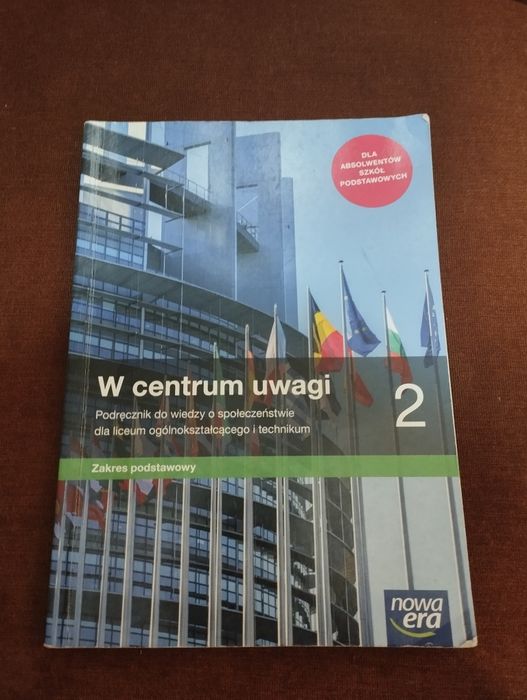 DLA
ABSOLWENTÓW
SZKÓŁ
PODSTAWOWYCH
W centrum uwagi
2
Podręcznik do wiedzy o społeczeństwie
dla liceum ogólnokształcącego i technikum
Zakres podstawowy
nowa
era